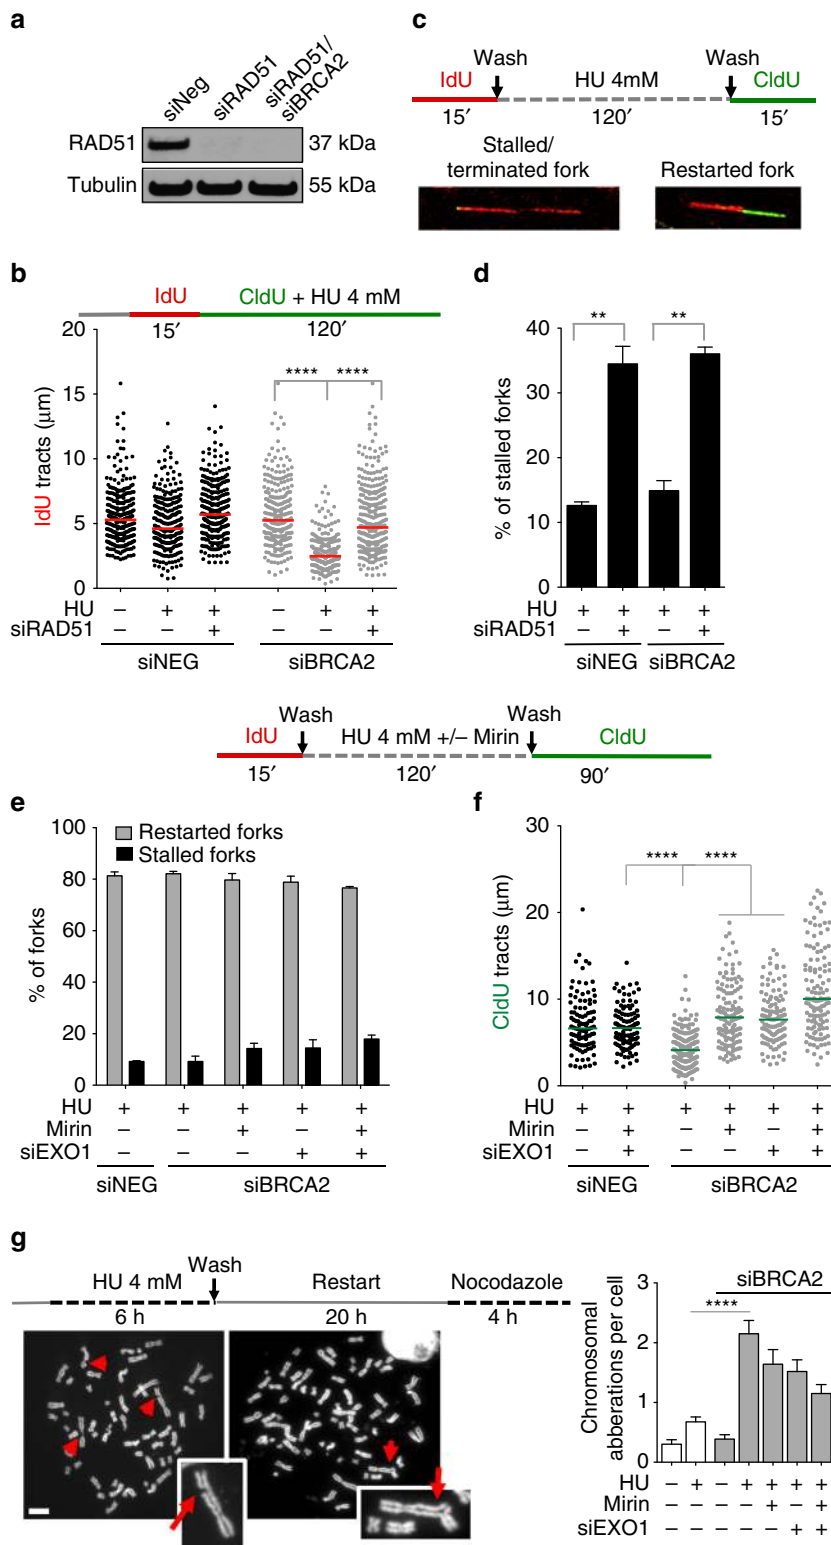 a
siNeg
siRAD51
siRAD51/
siBRCA2
RAD51
37 kDa
Tubulin
55 kDa
c
Wash
Wash
IdU
HU 4mM
CldU
15′
120′
15′
Stalled/
terminated fork
Restarted fork
b
IdU
CldU + HU 4 mM
15′
120′
20
15
10
5
0
IdU tracts (μm)
**** ****
HU – + + – + +
siRAD51 – – + – – +
siNEG
siBRCA2
d
40
30
20
10
0
% of stalled forks
** **
HU + + + +
siRAD51 – + – +
siNEG siBRCA2
Wash
Wash
IdU
HU 4 mM +/– Mirin
CldU
15′
120′
90′
e
100
80
60
40
20
0
% of forks
Restarted forks
Stalled forks
HU + + + + +
Mirin – – + – +
siEXO1 – – – + +
siNEG
siBRCA2
f
30
20
10
0
CldU tracts (μm)
**** ****
HU + + + + + +
Mirin – + – + – +
siEXO1 – + – – + +
siNEG
siBRCA2
g
Wash
HU 4 mM
Restart
Nocodazole
6 h
20 h
4 h
3
2
1
0
Chromosomal
abberations per cell
siBRCA2
****
HU – + – + + + +
Mirin – – – – + – +
siEXO1 – – – – – + +